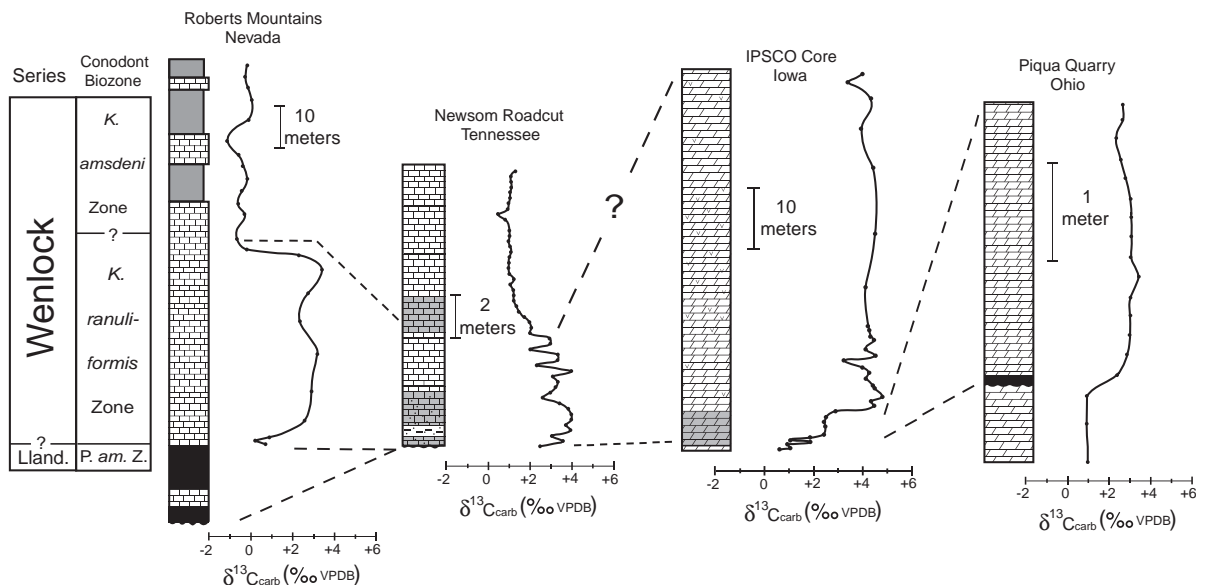 Roberts Mountains
Nevada
Series
Conodont
Biozone
Wenlock
Lland.
K.
amsdeni
Zone
?
K.
ranuli-
formis
Zone
?
P. am. Z.
10
meters
-2 0 +2 +4 +6
δ13Ccarb (‰ VPDB)
Newsom Roadcut
Tennessee
2
meters
-2 0 +2 +4 +6
δ13Ccarb (‰ VPDB)
?
IPSCO Core
Iowa
10
meters
-2 0 +2 +4 +6
δ13Ccarb (‰ VPDB)
Piqua Quarry
Ohio
1
meter
-2 0 +2 +4 +6
δ13Ccarb (‰ VPDB)